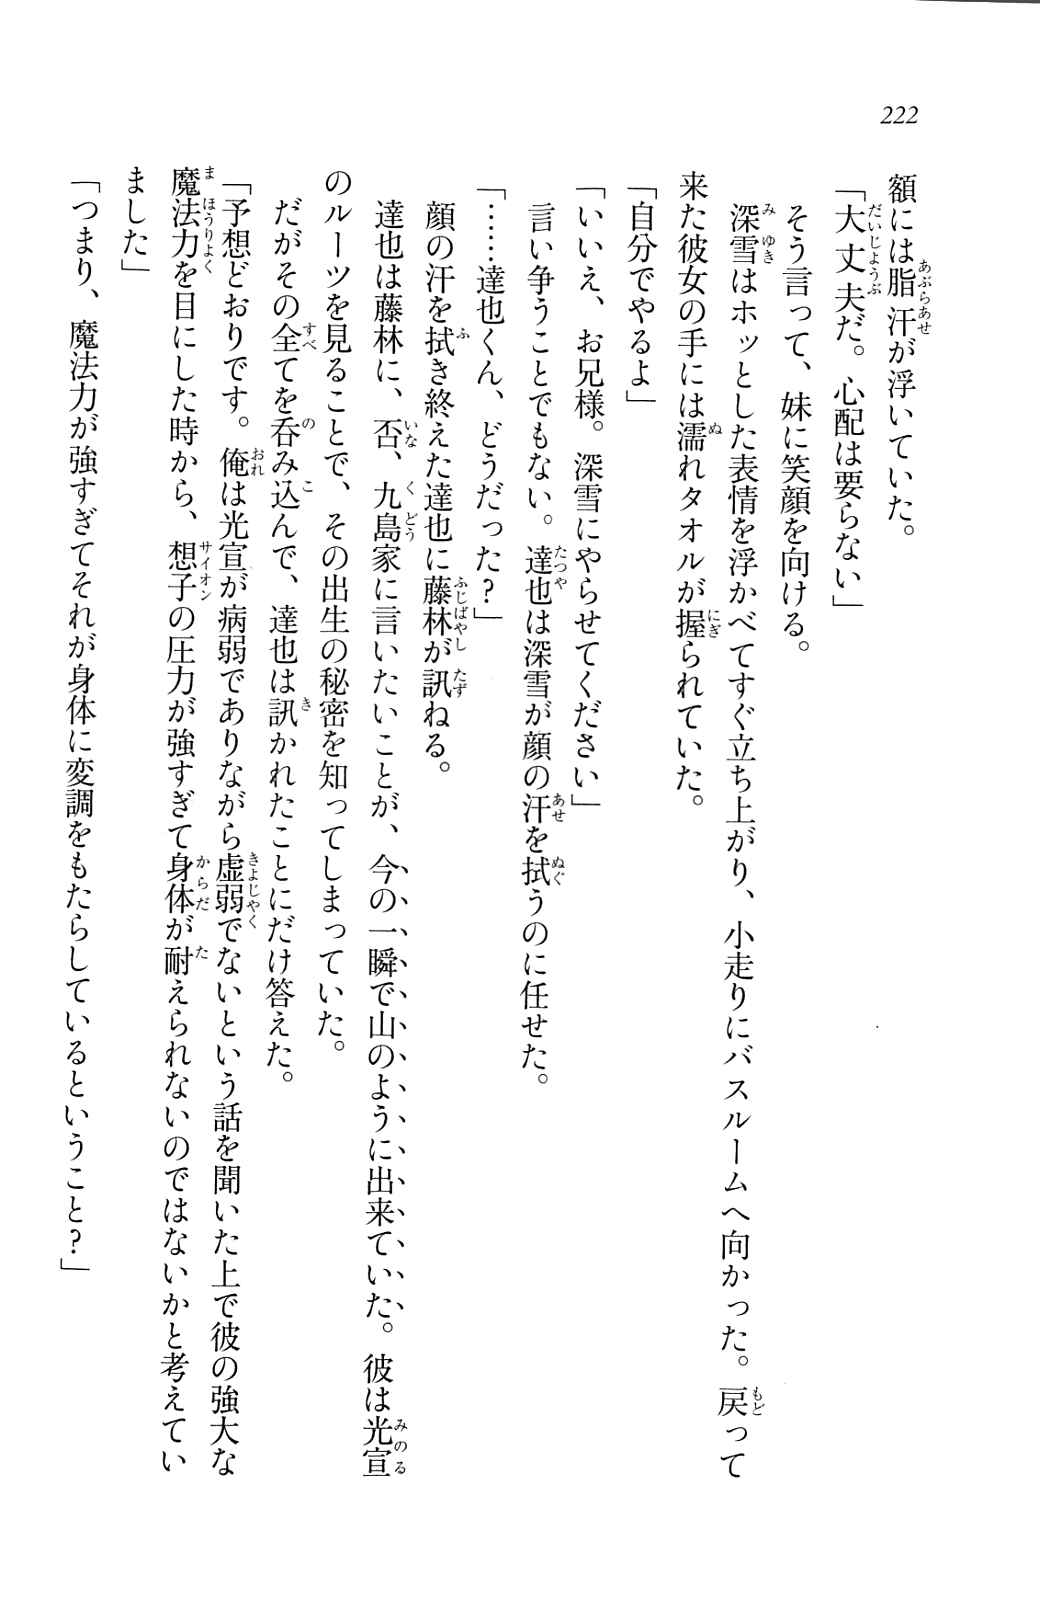 222
額には脂汗が浮いていた。
「大丈夫だ。心配は要らない」
そう言って、妹に笑顔を向ける。
深雪はホッとした表情を浮かべてすぐ立ち上がり、小走りにバスルームへ向かった。戻って
来た彼女の手には濡れタオルが握られていた。
「自分でやるよ」
「いいえ、お兄様。深雪にやらせてください」
言い争うことでもない。達也は深雪が顔の汗を拭うのに任せた。
「……達也くん、どうだった？」
顔の汗を拭き終えた達也に藤林が訊ねる。
達也は藤林に、否、九島家に言いたいことが、今の一瞬で山のように出来ていた。彼は光宣
のルーツを見ることで、その出生の秘密を知ってしまっていた。
だがその全てを呑み込んで、達也は訊かれたことにだけ答えた。
「予想どおりです。俺は光宣が病弱でありながら虚弱でないという話を聞いた上で彼の強大な
魔法力を目にした時から、想子の圧力が強すぎて身体が耐えられないのではないかと考えてい
ました」
「つまり、魔法力が強すぎてそれが身体に変調をもたらしているということ？」